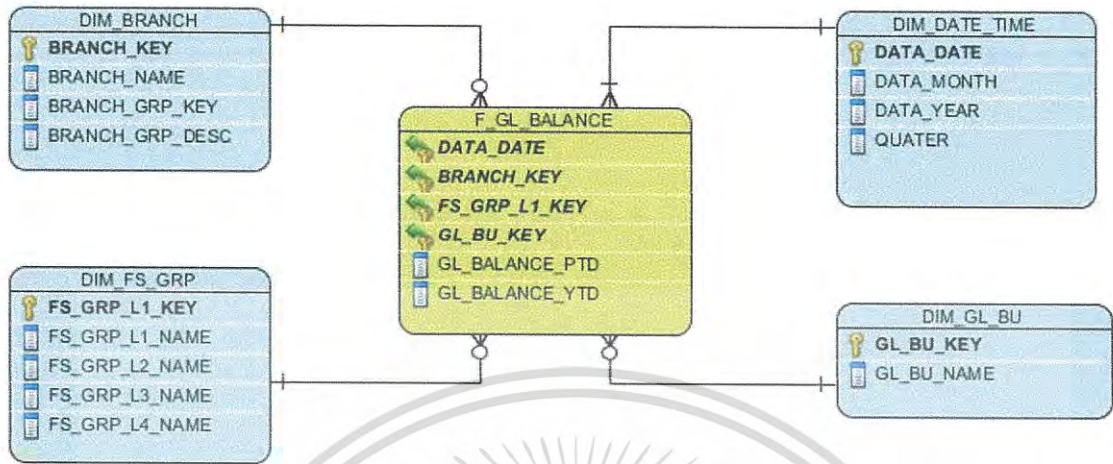 DIM_BRANCH
BRANCH_KEY
BRANCH_NAME
BRANCH_GRP_KEY
BRANCH_GRP_DESC
DIM_DATE_TIME
DATA_DATE
DATA_MONTH
DATA_YEAR
QUATER
F_GL_BALANCE
DATA_DATE
BRANCH_KEY
FS_GRP_L1_KEY
GL_BU_KEY
GL_BALANCE_PTD
GL_BALANCE_YTD
DIM_FS_GRP
FS_GRP_L1_KEY
FS_GRP_L1_NAME
FS_GRP_L2_NAME
FS_GRP_L3_NAME
FS_GRP_L4_NAME
DIM_GL_BU
GL_BU_KEY
GL_BU_NAME